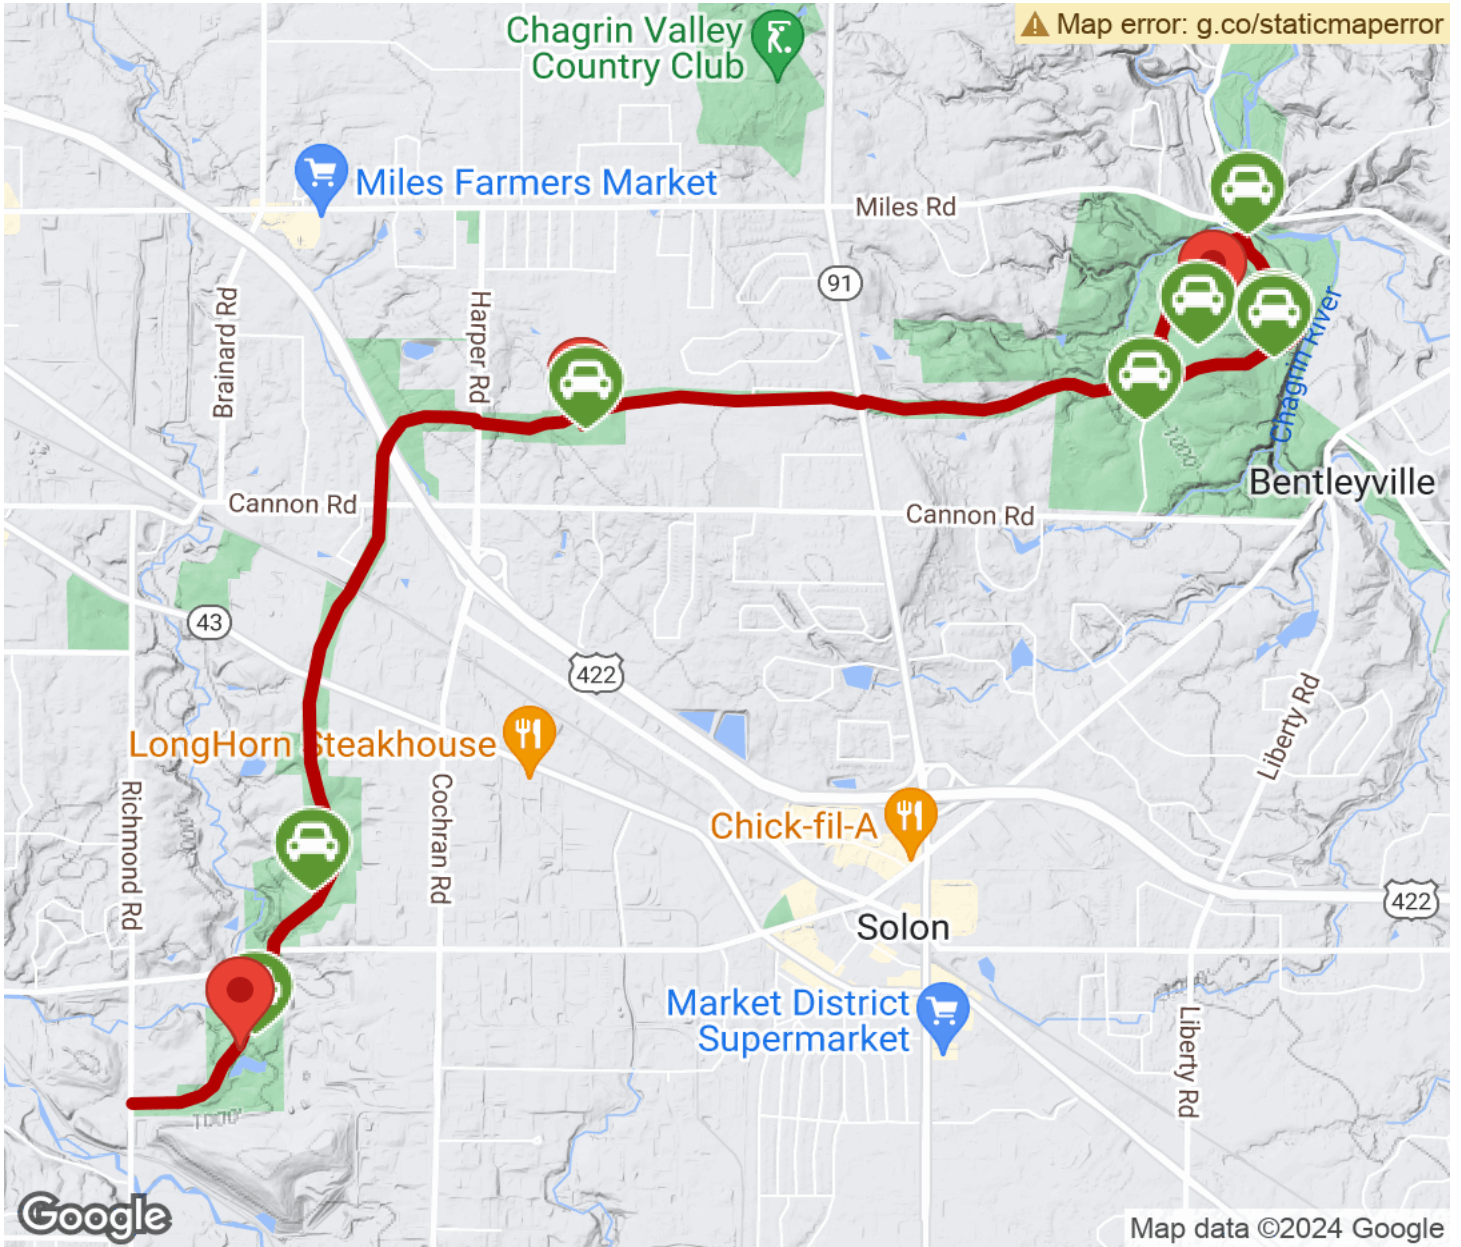 Chagrin Valley
Country Club
Map error: g.co/staticmaperror
Miles Farmers Market
Miles Rd
91
Brainard Rd
Harper Rd
Chagrin River
1000'
Bentleyville
Cannon Rd
Cannon Rd
43
422
LongHorn Steakhouse
Liberty Rd
Richmond Rd
Cochran Rd
Chick-fil-A
422
Solon
Market District
Supermarket
Liberty Rd
1000'
Google
Map data ©2024 Google